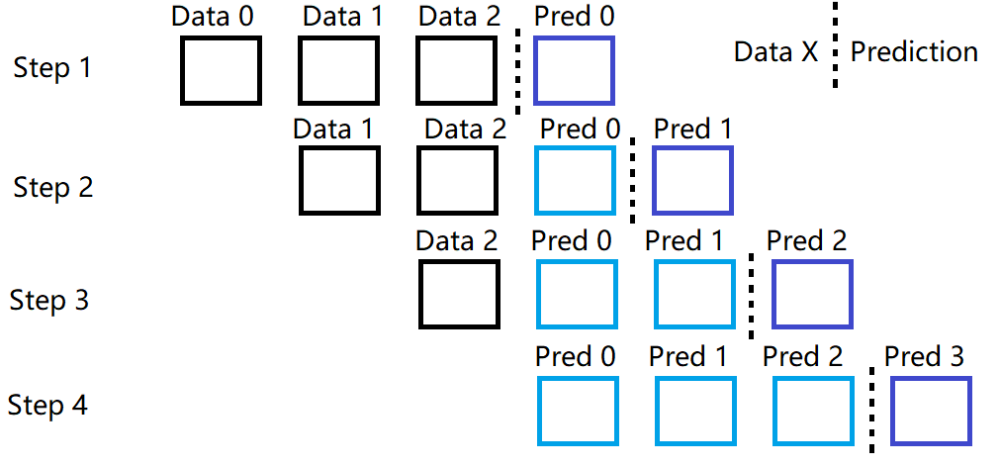 Data 0 Data 1 Data 2 Pred 0
Step 1
Data X Prediction
Data 1 Data 2 Pred 0 Pred 1
Step 2
Data 2 Pred 0 Pred 1 Pred 2
Step 3
Pred 0 Pred 1 Pred 2 Pred 3
Step 4